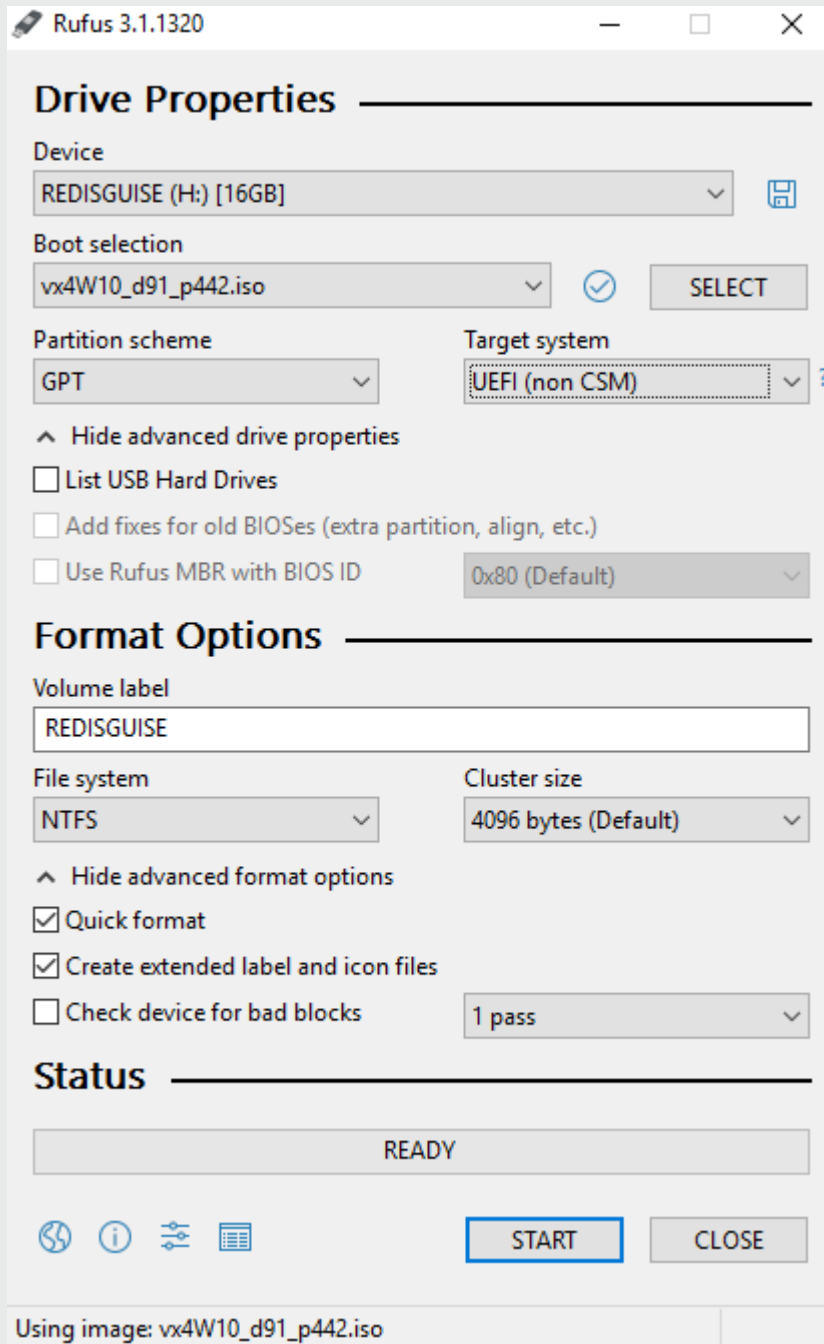 Rufus 3.1.1320
Drive Properties
Device
REDISGUISE (H:) [16GB]
Boot selection
vx4W10_d91_p442.iso
SELECT
Partition scheme
Target system
GPT
UEFI (non CSM)
?
Hide advanced drive properties
List USB Hard Drives
Add fixes for old BIOSes (extra partition, align, etc.)
Use Rufus MBR with BIOS ID
0x80 (Default)
Format Options
Volume label
REDISGUISE
File system
Cluster size
NTFS
4096 bytes (Default)
Hide advanced format options
Quick format
Create extended label and icon files
Check device for bad blocks
1 pass
Status
READY
START
CLOSE
Using image: vx4W10_d91_p442.iso